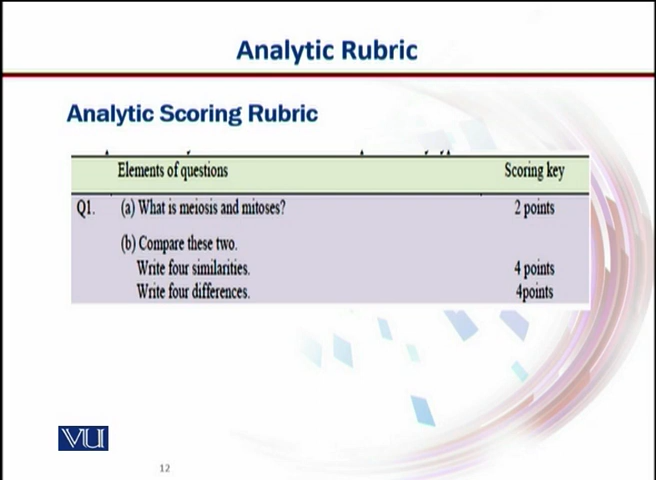 Analytic Rubric
Analytic Scoring Rubric
Elements of questions Scoring key
Q1. (a) What is meiosis and mitoses? 2 points
(b) Compare these two.
Write four similarities. 4 points
Write four differences. 4points
VU
12